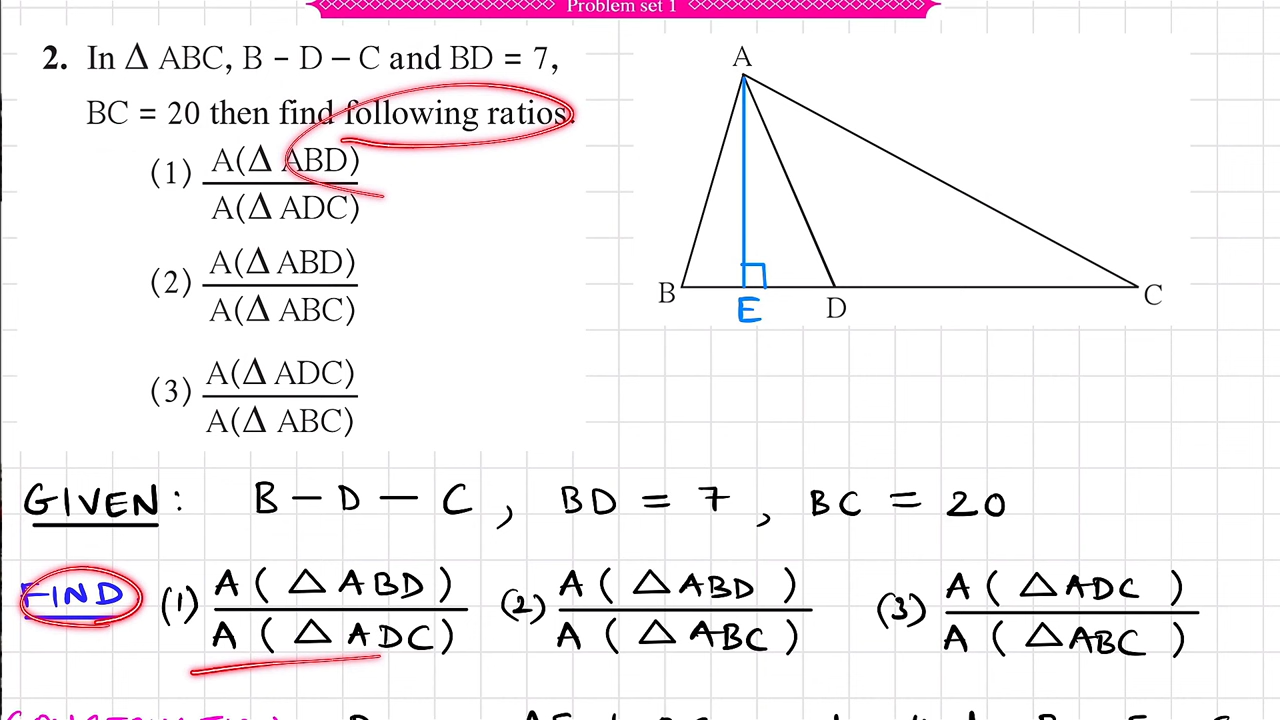 Problem set 1
2. In Δ ABC, B – D – C and BD = 7,
BC = 20 then find following ratios.
(1) A(Δ ABD)
A(Δ ADC)
(2) A(Δ ABD)
A(Δ ABC)
(3) A(Δ ADC)
A(Δ ABC)
A
B
E
D
C
GIVEN: B – D – C, BD = 7, BC = 20
FIND (1) A(△ABD) (2) A(△ABD) (3) A(△ADC)
A(△ADC) A(△ABC) A(△ABC)